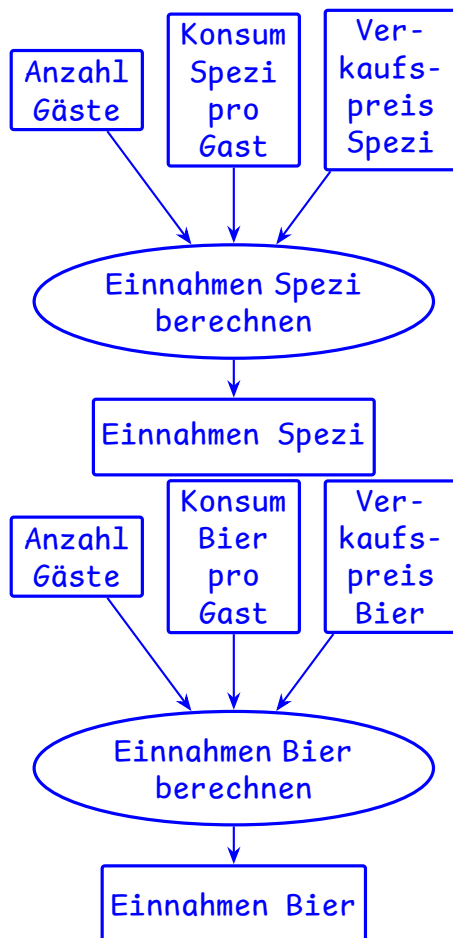 Anzahl
Gäste
Konsum
Spezi
pro
Gast
Ver-
kaufs-
preis
Spezi
Einnahmen Spezi
berechnen
Einnahmen Spezi
Anzahl
Gäste
Konsum
Bier
pro
Gast
Ver-
kaufs-
preis
Bier
Einnahmen Bier
berechnen
Einnahmen Bier